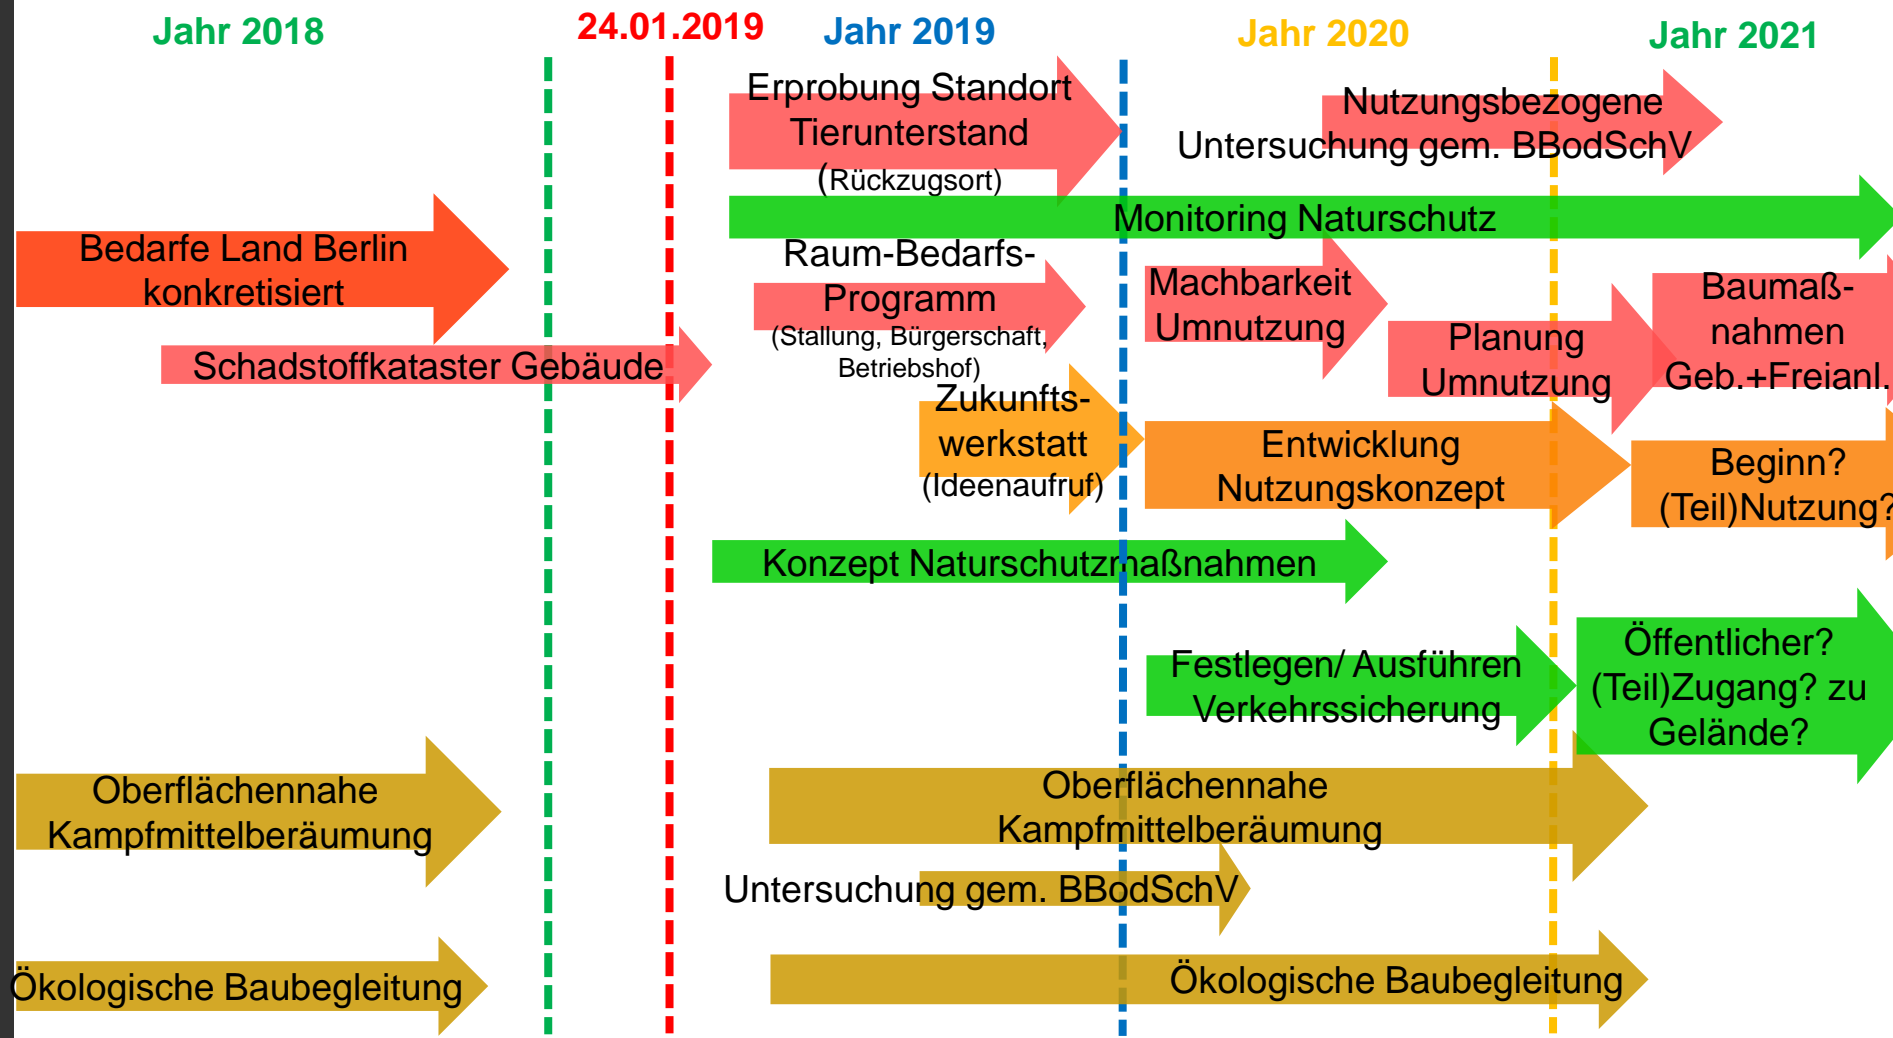 Jahr 2018
24.01.2019
Jahr 2019
Jahr 2020
Jahr 2021
Erprobung Standort
Tierunterstand
(Rückzugsort)
Nutzungsbezogene
Untersuchung gem. BBodSchV
Monitoring Naturschutz
Bedarfe Land Berlin
konkretisiert
Raum-Bedarfs-
Programm
(Stallung, Bürgerschaft,
Betriebshof)
Machbarkeit
Umnutzung
Baumaß-
nahmen
Geb.+Freianl.
Schadstoffkataster Gebäude
Planung
Umnutzung
Zukunfts-
werkstatt
(Ideenaufruf)
Entwicklung
Nutzungskonzept
Beginn?
(Teil)Nutzung?
Konzept Naturschutzmaßnahmen
Festlegen/ Ausführen
Verkehrssicherung
Öffentlicher?
(Teil)Zugang? zu
Gelände?
Oberflächennahe
Kampfmittelberäumung
Oberflächennahe
Kampfmittelberäumung
Untersuchung gem. BBodSchV
Ökologische Baubegleitung
Ökologische Baubegleitung